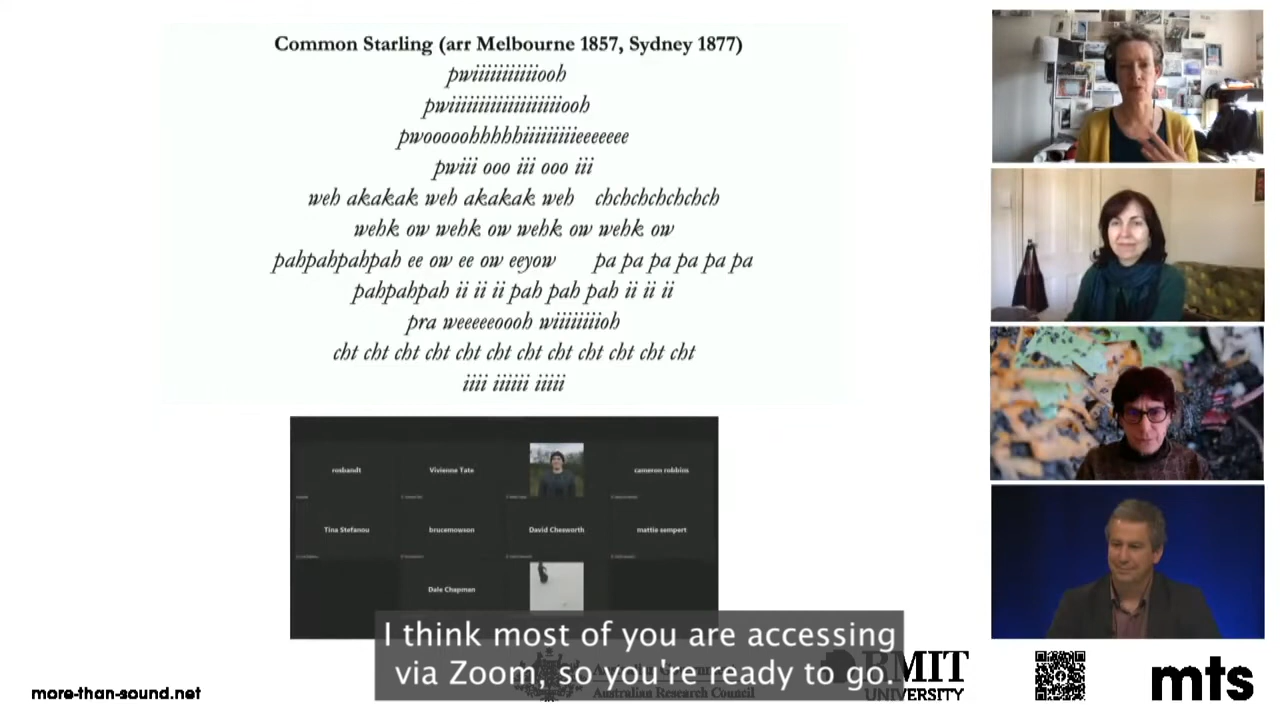 Common Starling (arr Melbourne 1857, Sydney 1877)
pwiiiiiiiiiiiooh
pwiiiiiiiiiiiiiiiiiiiooh
pwooooohhhhhiiiiiiiiieeeeeee
pwiii ooo iii ooo iii
weh akakak weh akakak weh chchchchchchch
wehk ow wehk ow wehk ow wehk ow
pahpahpahpah ee ow ee ow eeyow pa pa pa pa pa pa
pahpahpah ii ii ii pah pah pah ii ii ii
pra weeeeeoooh wiiiiiiiioh
cht cht cht cht cht cht cht cht cht cht cht cht
iiii iiiiii iiiii
rosbandt
Vivienne Tate
cameron robbins
Tina Stefanou
brucemowson
David Chesworth
mattie sempert
Dale Chapman
I think most of you are accessing
via Zoom, so you're ready to go.
Australian Research Council
RMIT
UNIVERSITY
more-than-sound.net
mts